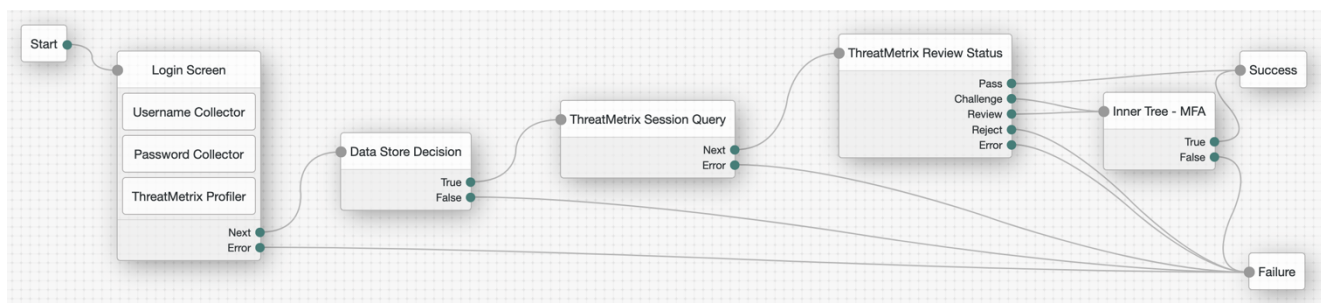 Start
Login Screen
Username Collector
Password Collector
ThreatMetrix Profiler
Next
Error
Data Store Decision
True
False
ThreatMetrix Session Query
Next
Error
ThreatMetrix Review Status
Pass
Challenge
Review
Reject
Error
Inner Tree - MFA
True
False
Success
Failure